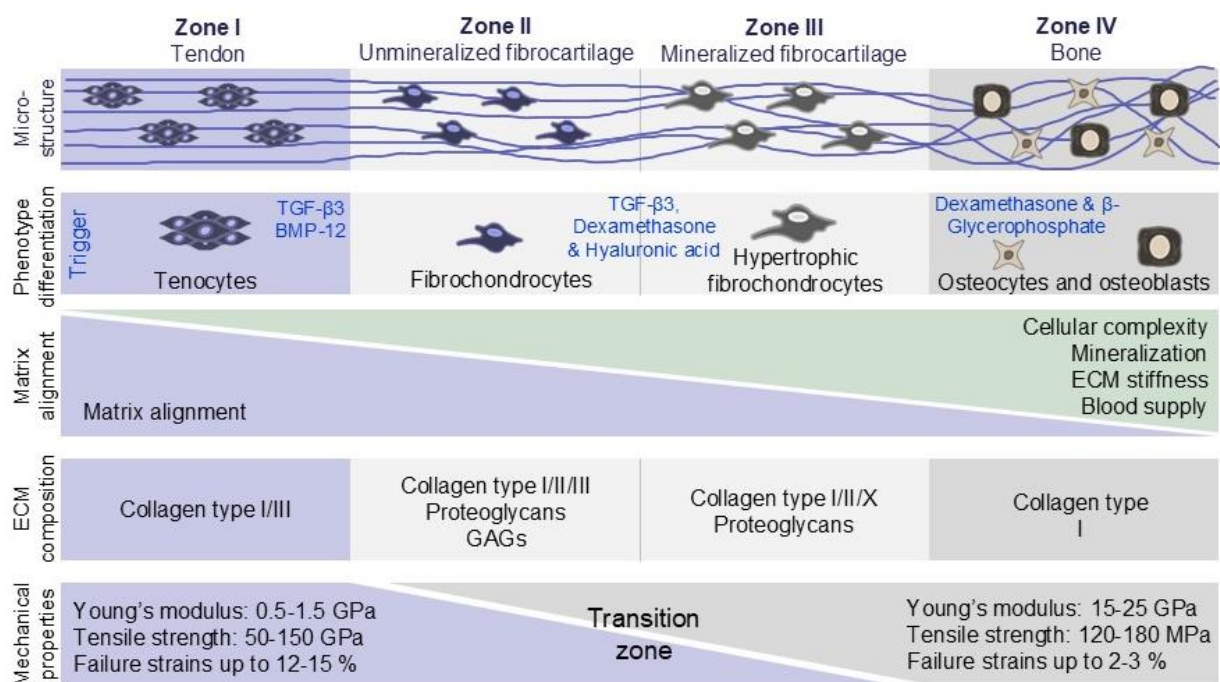 Zone I
Tendon
Zone II
Unmineralized fibrocartilage
Zone III
Mineralized fibrocartilage
Zone IV
Bone
Micro-
structure
Phenotype
differentiation
Trigger
TGF-β3
BMP-12
Tenocytes
Fibrochondrocytes
TGF-β3,
Dexamethasone
& Hyaluronic acid
Hypertrophic
fibrochondrocytes
Dexamethasone & β-
Glycerophosphate
Osteocytes and osteoblasts
Matrix
alignment
Matrix alignment
Cellular complexity
Mineralization
ECM stiffness
Blood supply
ECM
composition
Collagen type I/III
Collagen type I/II/III
Proteoglycans
GAGs
Collagen type I/II/X
Proteoglycans
Collagen type
I
Mechanical
properties
Young's modulus: 0.5-1.5 GPa
Tensile strength: 50-150 GPa
Failure strains up to 12-15 %
Transition
zone
Young's modulus: 15-25 GPa
Tensile strength: 120-180 MPa
Failure strains up to 2-3 %